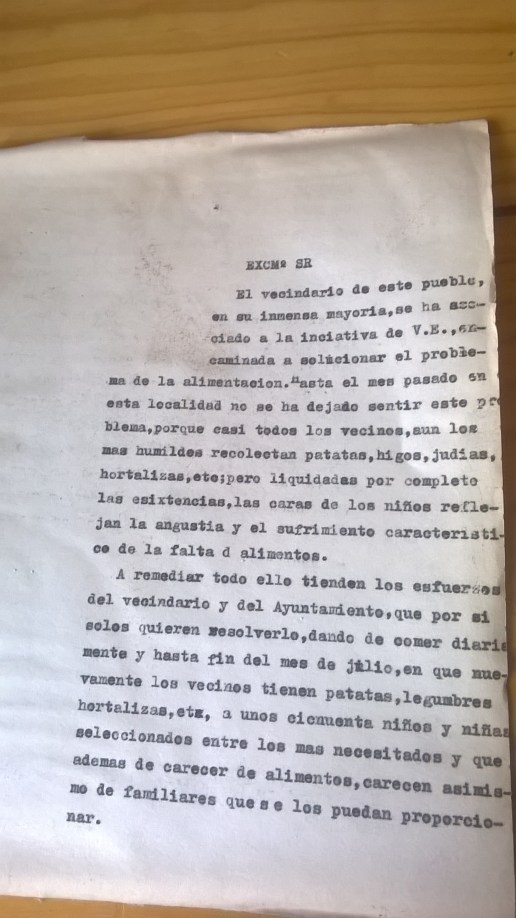 EXCMº SR
El vecindario de este pueblo,
en su inmensa mayoria,se ha aso-
ciado a la inciativa de V.E.,en-
caminada a solucionar el proble-
ma de la alimentacion.Hasta el mes pasado en
esta localidad no se ha dejado sentir este pro
blema,porque casi todos los vecinos,aun los
mas humildes recolectan patatas,higos,judias,
hortalizas,etc;pero liquidadas por completo
las esixtencias,las caras de los niños refle-
jan la angustia y el sufrimiento caracteristi-
co de la falta d alimentos.
A remediar todo ello tienden los esfuerzos
del vecindario y del Ayuntamiento,que por si
solos quieren resolverlo,dando de comer diaria
mente y hasta fin del mes de julio,en que nue-
vamente los vecinos tienen patatas,legumbres
hortalizas,etx, a unos cicnuenta niños y niñas
seleccionados entre los mas necesitados y que
ademas de carecer de alimentos,carecen asimis-
mo de familiares que se los puedan proporcio-
nar.